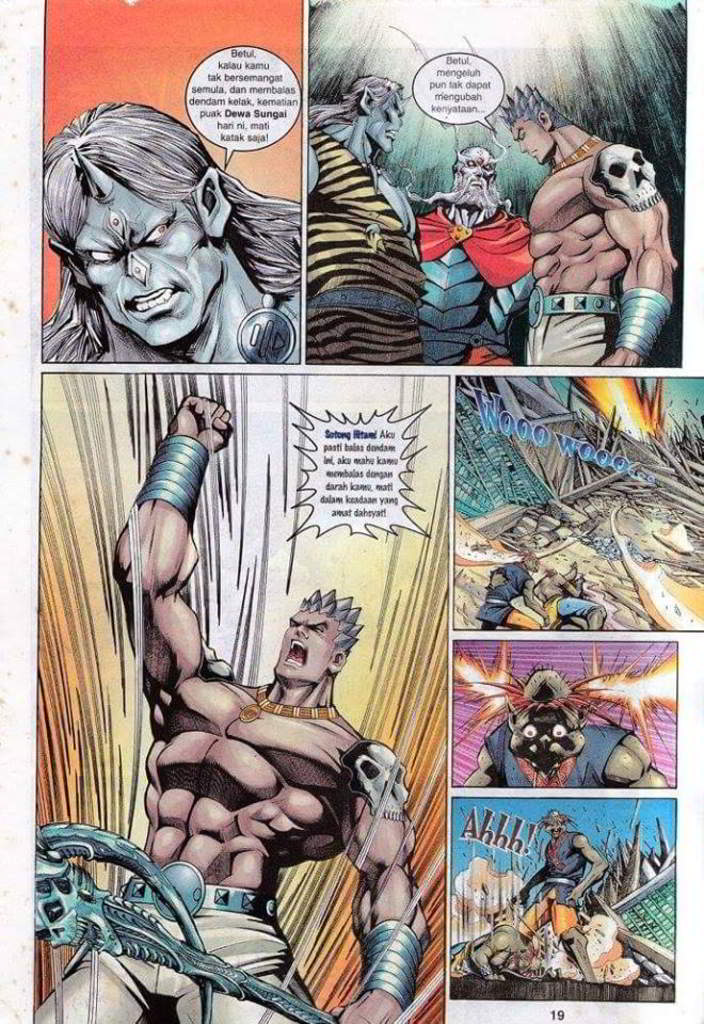 Betul,
kalau kamu
tak bersemangat
semula, dan membalas
dendam kelak, kematian
puak Dewa Sungai
hari ni, mati
katak saja!
Betul,
mengeluh
pun tak dapat
mengubah
kenyataan...
Sotong Hitam! Aku
pasti balas dendam
ini, aku mahu kamu
membalas dengan
darah kamu, mati
dalam keadaan yang
amat dahsyat!
Wooo wooo...
Ahhh!
19